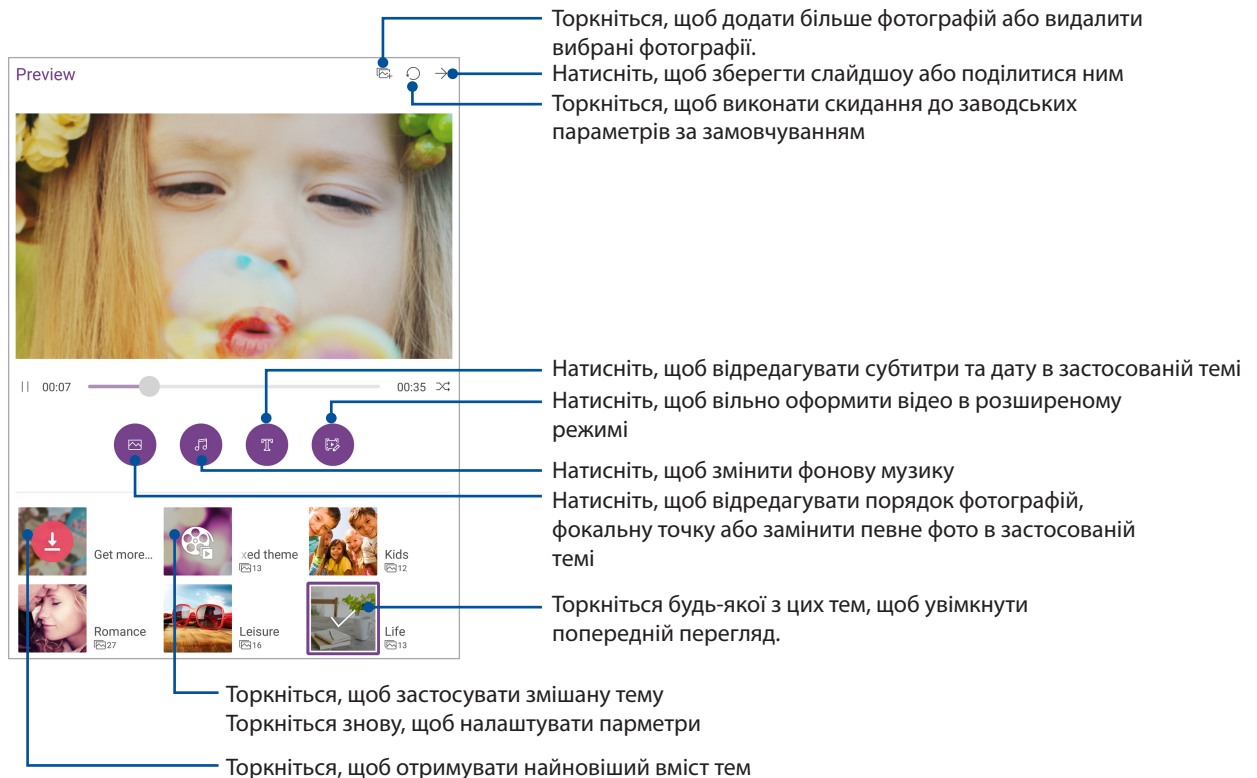 Торкніться, щоб додати більше фотографій або видалити
вибрані фотографії.
Натисніть, щоб зберегти слайдшоу або поділитися ним
Торкніться, щоб виконати скидання до заводських
параметрів за замовчуванням
Preview
00:07
00:35
Натисніть, щоб відредагувати субтитри та дату в застосованій темі
Натисніть, щоб вільно оформити відео в розширеному
режимі
Натисніть, щоб змінити фонову музику
Натисніть, щоб відредагувати порядок фотографій,
фокальну точку або замінити певне фото в застосованій
темі
Get more...
xed theme
13
Kids
12
Romance
27
Leisure
16
Life
13
Торкніться будь-якої з цих тем, щоб увімкнути
попередній перегляд.
Торкніться, щоб застосувати змішану тему
Торкніться знову, щоб налаштувати парметри
Торкніться, щоб отримувати найновіший вміст тем